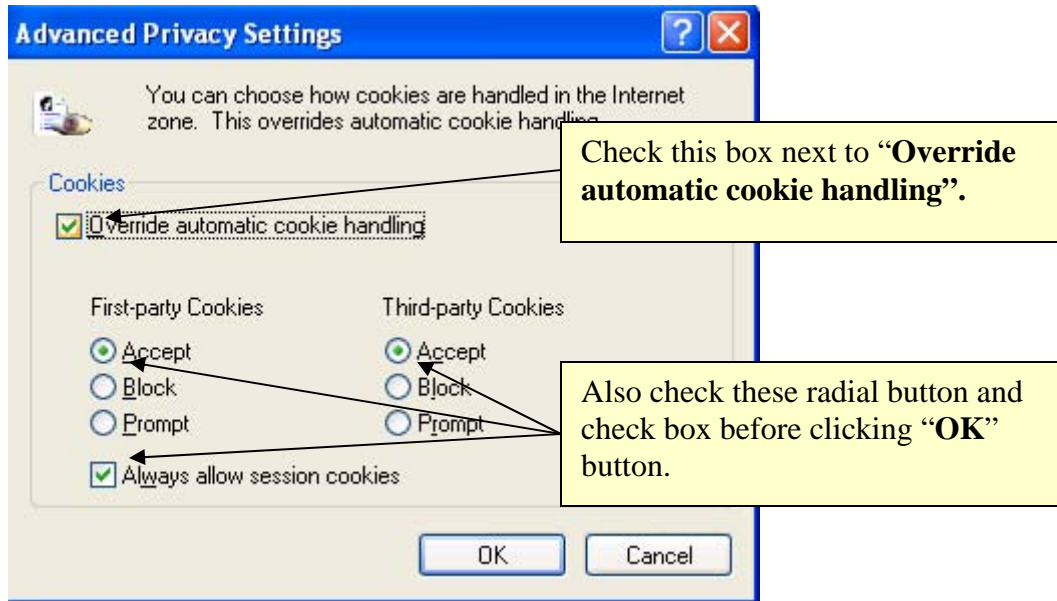 Advanced Privacy Settings
You can choose how cookies are handled in the Internet
zone. This overrides automatic cookie handling
Check this box next to “Override
automatic cookie handling”.
Cookies
Override automatic cookie handling
First-party Cookies Third-party Cookies
Accept Accept
Block Block
Prompt Prompt
Also check these radial button and
check box before clicking “OK”
button.
Always allow session cookies
OK Cancel